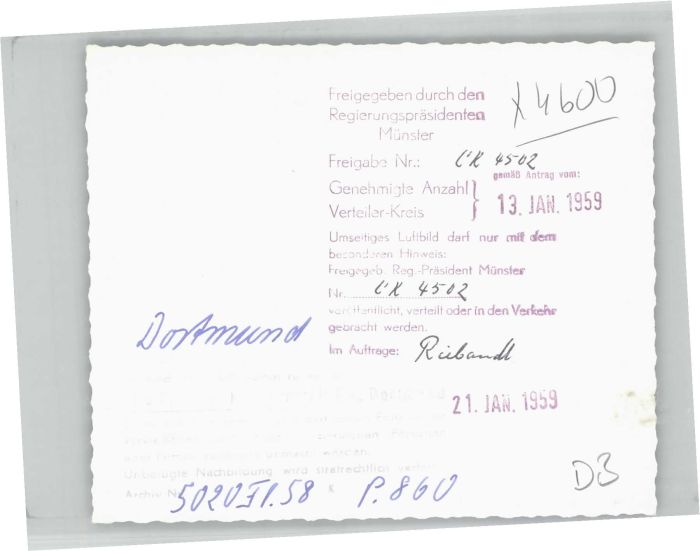 Freigegeben durch den
Regierungspräsidenten
Münster
X 4600
Freigabe Nr.: CK 4502
gemäß Antrag vom:
Genehmigte Anzahl }
Verteiler-Kreis
13. JAN. 1959
Umseitiges Luftbild darf nur mit dem
besonderen Hinweis:
Freigegeb. Reg.-Präsident Münster
Nr. CK 4502
veröffentlicht, verteilt oder in den Verkehr
gebracht werden.
Dortmund
Im Auftrage:
Dortmund
21. JAN. 1959
Personen
Unbefugte Nachbildung wird strafrechtlich
Archiv Nr. 5020 II.58 P.860
DB